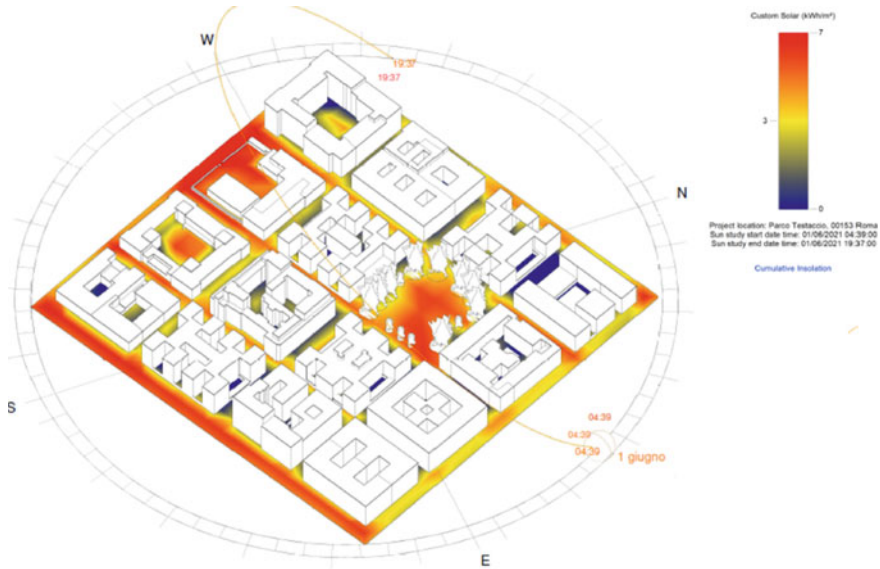 Custom Solar (kWh/m²)
7
3
0
Project location: Parco Testaccio, 00153 Roma
Sun study start date time: 01/06/2021 04:39:00
Sun study end date time: 01/06/2021 19:37:00
Cumulative Insolation
W
19:37
19:37
N
S
04:39
04:39
04:39
1 giugno
E